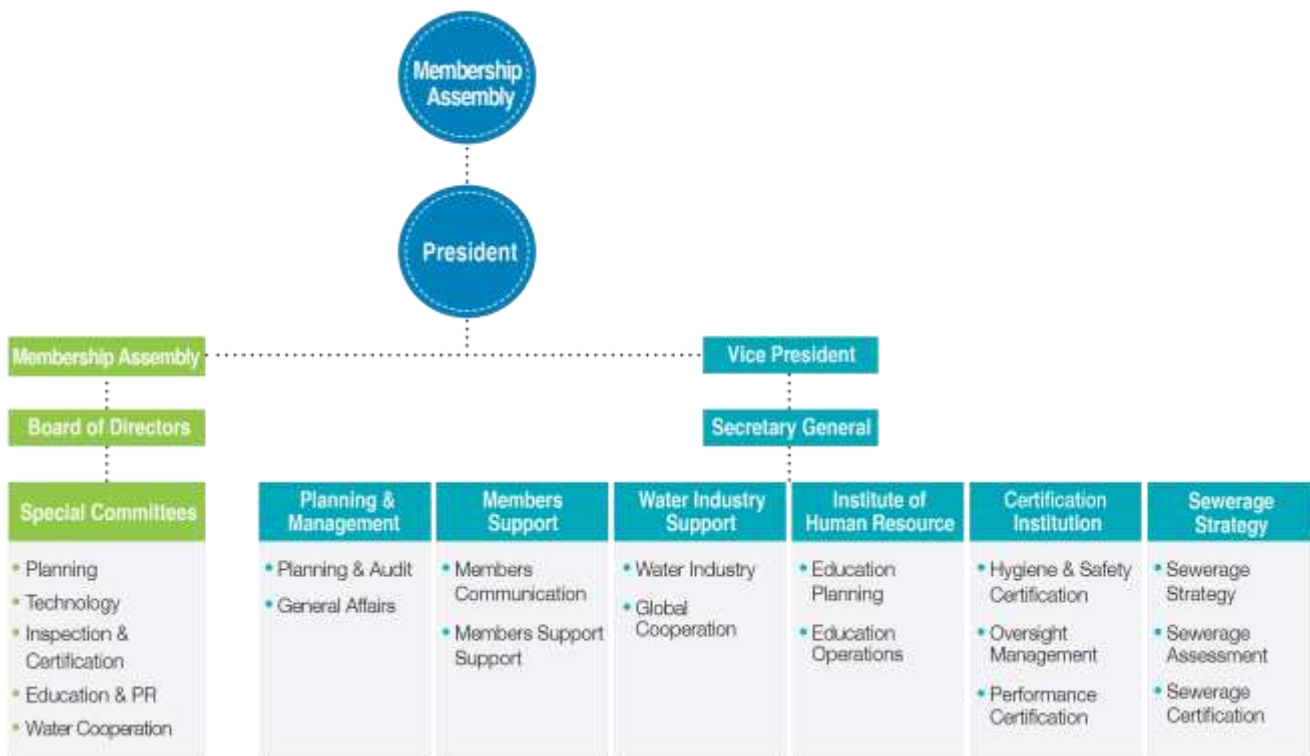 Membership
Assembly
President
Membership Assembly
Vice President
Board of Directors
Secretary General
Special Committees
• Planning
• Technology
• Inspection &
Certification
• Education & PR
• Water Cooperation
Planning &
Management
• Planning & Audit
• General Affairs
Members
Support
• Members
Communication
• Members Support
Support
Water Industry
Support
• Water Industry
• Global
Cooperation
Institute of
Human Resource
• Education
Planning
• Education
Operations
Certification
Institution
• Hygiene & Safety
Certification
• Oversight
Management
• Performance
Certification
Sewerage
Strategy
• Sewerage
Strategy
• Sewerage
Assessment
• Sewerage
Certification